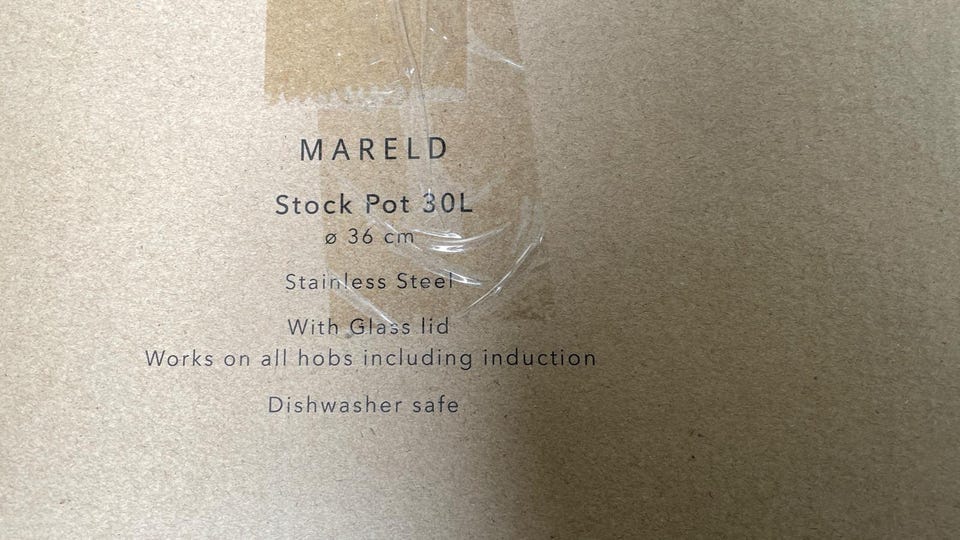 MARELD
Stock Pot 30L
ø 36 cm
Stainless Steel
With Glass lid
Works on all hobs including induction
Dishwasher safe